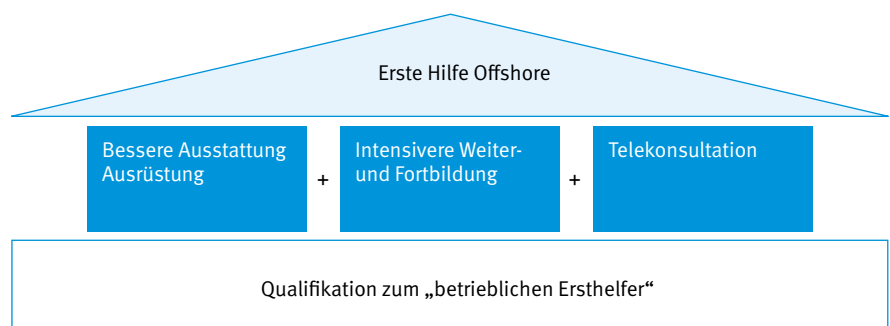 Erste Hilfe Offshore
Bessere Ausstattung
Ausrüstung
+
Intensivere Weiter-
und Fortbildung
+
Telekonsultation
Qualifikation zum „betrieblichen Ersthelfer“